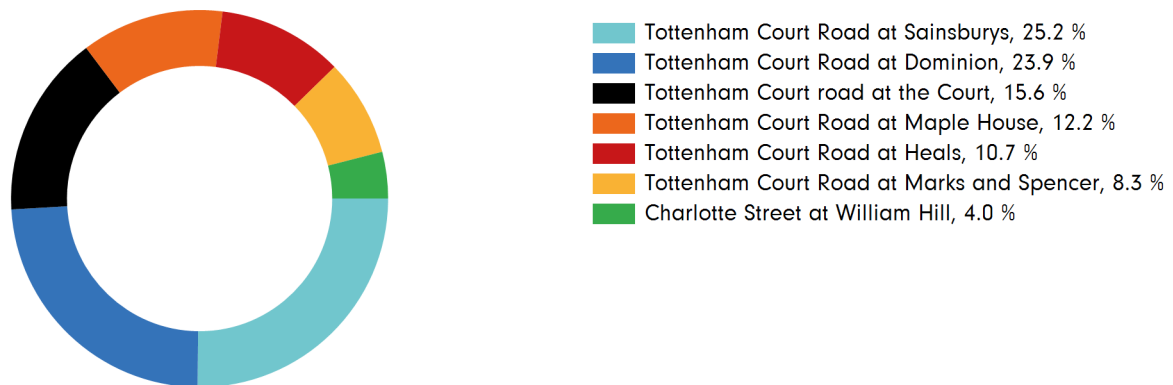 Tottenham Court Road at Sainsburys, 25.2 %
Tottenham Court Road at Dominion, 23.9 %
Tottenham Court road at the Court, 15.6 %
Tottenham Court Road at Maple House, 12.2 %
Tottenham Court Road at Heals, 10.7 %
Tottenham Court Road at Marks and Spencer, 8.3 %
Charlotte Street at William Hill, 4.0 %